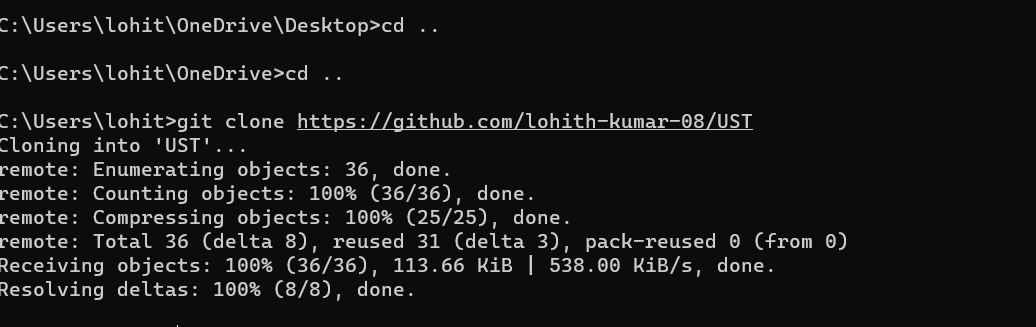 C:\Users\lohit\OneDrive\Desktop>cd ..
C:\Users\lohit\OneDrive>cd ..
C:\Users\lohit>git clone https://github.com/lohith-kumar-08/UST
Cloning into 'UST'...
remote: Enumerating objects: 36, done.
remote: Counting objects: 100% (36/36), done.
remote: Compressing objects: 100% (25/25), done.
remote: Total 36 (delta 8), reused 31 (delta 3), pack-reused 0 (from 0)
Receiving objects: 100% (36/36), 113.66 KiB | 538.00 KiB/s, done.
Resolving deltas: 100% (8/8), done.